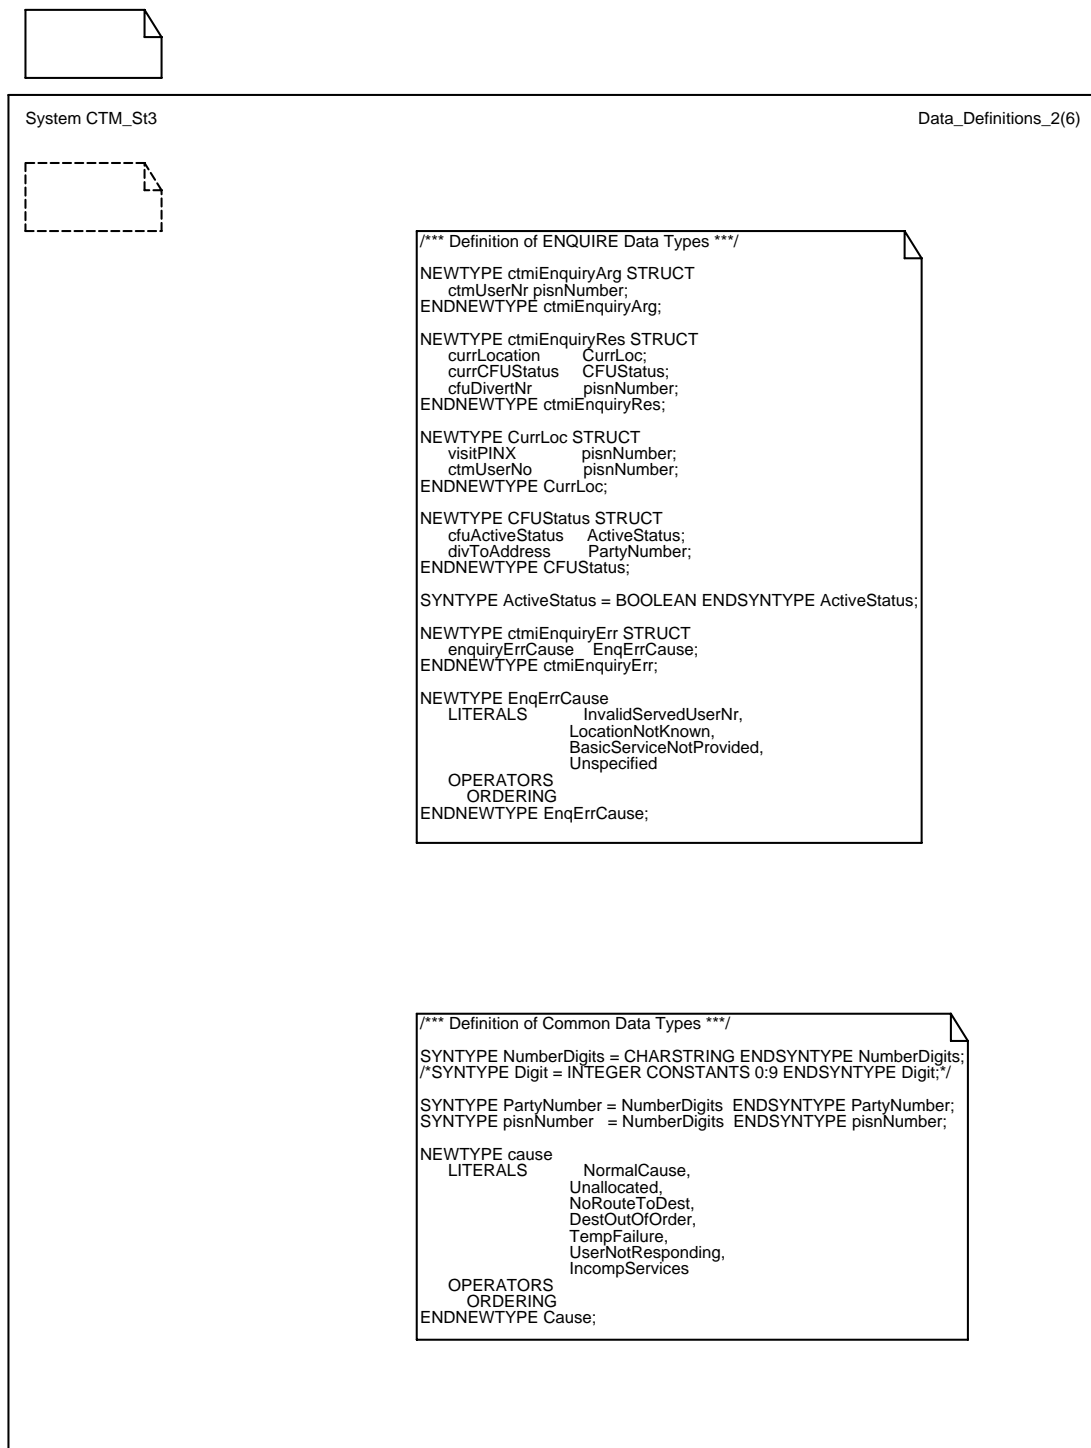 System CTM_St3
Data_Definitions_2(6)
/*** Definition of ENQUIRE Data Types ***/
NEWTYPE ctmiEnquiryArg STRUCT
ctmUserNr pisnNumber;
ENDNEWTYPE ctmiEnquiryArg;
NEWTYPE ctmiEnquiryRes STRUCT
currLocation CurrLoc;
currCFUStatus CFUStatus;
cfuDivertNr pisnNumber;
ENDNEWTYPE ctmiEnquiryRes;
NEWTYPE CurrLoc STRUCT
visitPINX pisnNumber;
ctmUserNo pisnNumber;
ENDNEWTYPE CurrLoc;
NEWTYPE CFUStatus STRUCT
cfuActiveStatus ActiveStatus;
divToAddress PartyNumber;
ENDNEWTYPE CFUStatus;
SYNTYPE ActiveStatus = BOOLEAN ENDSYNTYPE ActiveStatus;
NEWTYPE ctmiEnquiryErr STRUCT
enquiryErrCause EnqErrCause;
ENDNEWTYPE ctmiEnquiryErr;
NEWTYPE EnqErrCause
LITERALS InvalidServedUserNr,
LocationNotKnown,
BasicServiceNotProvided,
Unspecified
OPERATORS
ORDERING
ENDNEWTYPE EnqErrCause;
/*** Definition of Common Data Types ***/
SYNTYPE NumberDigits = CHARSTRING ENDSYNTYPE NumberDigits;
/*SYNTYPE Digit = INTEGER CONSTANTS 0:9 ENDSYNTYPE Digit;*/
SYNTYPE PartyNumber = NumberDigits ENDSYNTYPE PartyNumber;
SYNTYPE pisnNumber = NumberDigits ENDSYNTYPE pisnNumber;
NEWTYPE cause
LITERALS NormalCause,
Unallocated,
NoRouteToDest,
DestOutOfOrder,
TempFailure,
UserNotResponding,
IncompServices
OPERATORS
ORDERING
ENDNEWTYPE Cause;